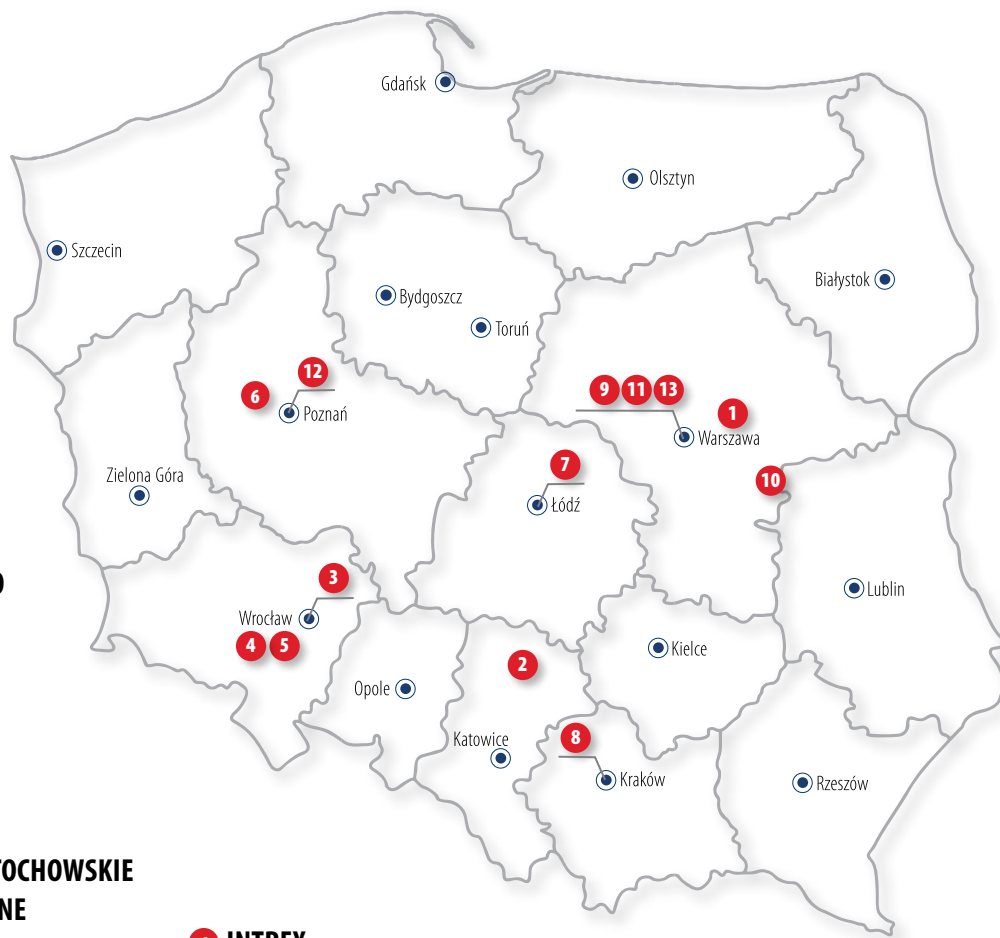 Gdańsk
Olsztyn
Szczecin
Białystok
Bydgoszcz
Toruń
12
6
Poznań
9 11 13
1
Warszawa
7
10
Zielona Góra
Łódź
3
Lublin
Wrocław
4 5
Kielce
2
Opole
8
Katowice
Kraków
Rzeszów
TOCHOWSKIE
NE
INTREX